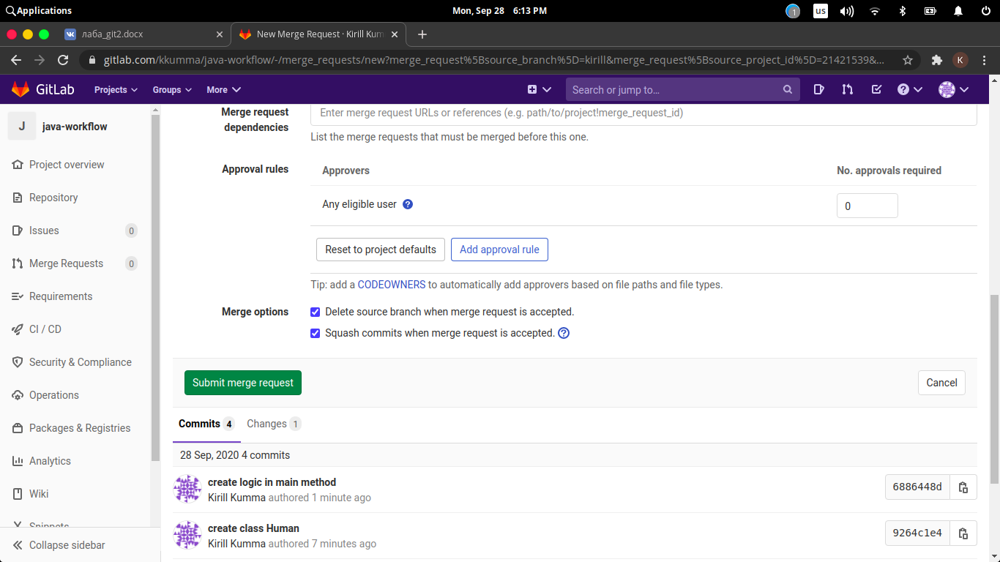 Applications
Mon, Sep 28 6:13 PM
1
us
лаба_git2.docx
New Merge Request · Kirill Kum
gitlab.com/kkumma/java-workflow/-/merge_requests/new?merge_request%5Bsource_branch%5D=kirill&merge_request%5Bsource_project_id%5D=21421539&...
K
GitLab
Projects
Groups
More
Search or jump to...
J
java-workflow
Project overview
Repository
Issues 0
Merge Requests 0
Requirements
CI / CD
Security & Compliance
Operations
Packages & Registries
Analytics
Wiki
Snippets
Collapse sidebar
Merge request dependencies
Enter merge request URLs or references (e.g. path/to/project!merge_request_id)
List the merge requests that must be merged before this one.
Approval rules
Approvers
No. approvals required
Any eligible user
0
Reset to project defaults
Add approval rule
Tip: add a CODEOWNERS to automatically add approvers based on file paths and file types.
Merge options
Delete source branch when merge request is accepted.
Squash commits when merge request is accepted.
Submit merge request
Cancel
Commits 4
Changes 1
28 Sep, 2020 4 commits
create logic in main method
Kirill Kumma authored 1 minute ago
6886448d
create class Human
Kirill Kumma authored 7 minutes ago
9264c1e4